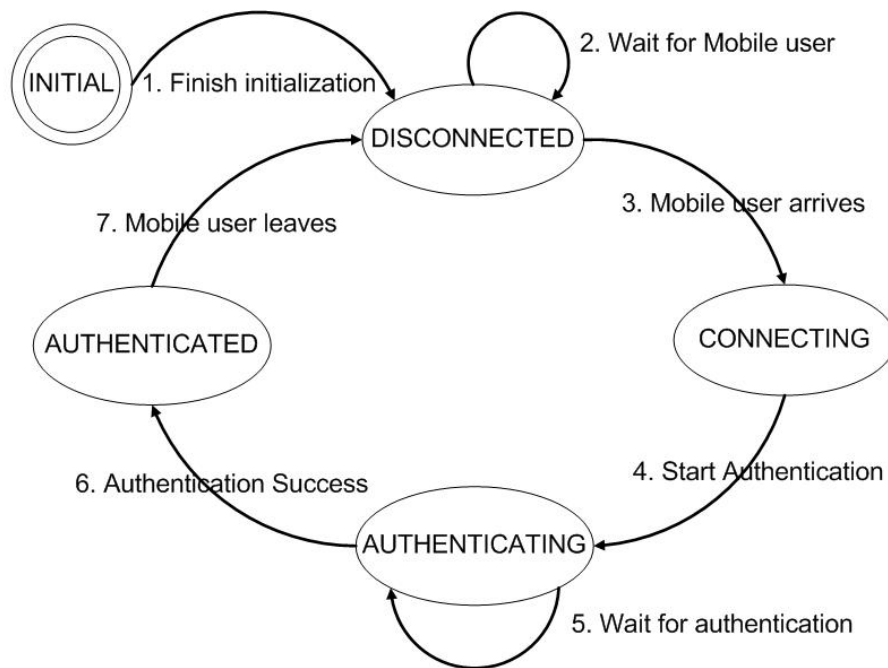 INITIAL
1. Finish initialization
2. Wait for Mobile user
DISCONNECTED
3. Mobile user arrives
7. Mobile user leaves
AUTHENTICATED
CONNECTING
4. Start Authentication
6. Authentication Success
AUTHENTICATING
5. Wait for authentication